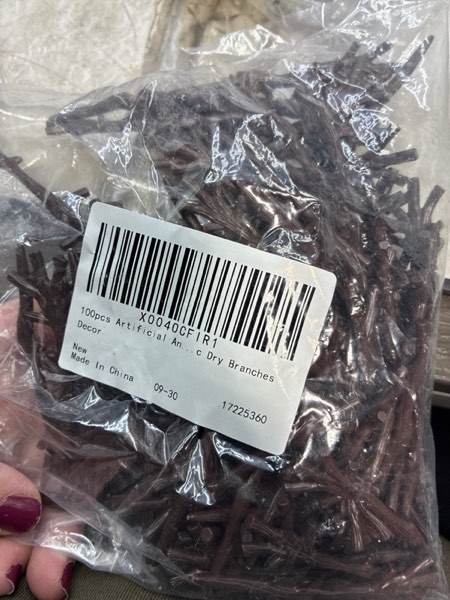 X0040CFIR1
100pcs Artificial An...c Dry Branches
Decor
New
Made In China
09-30
17225360